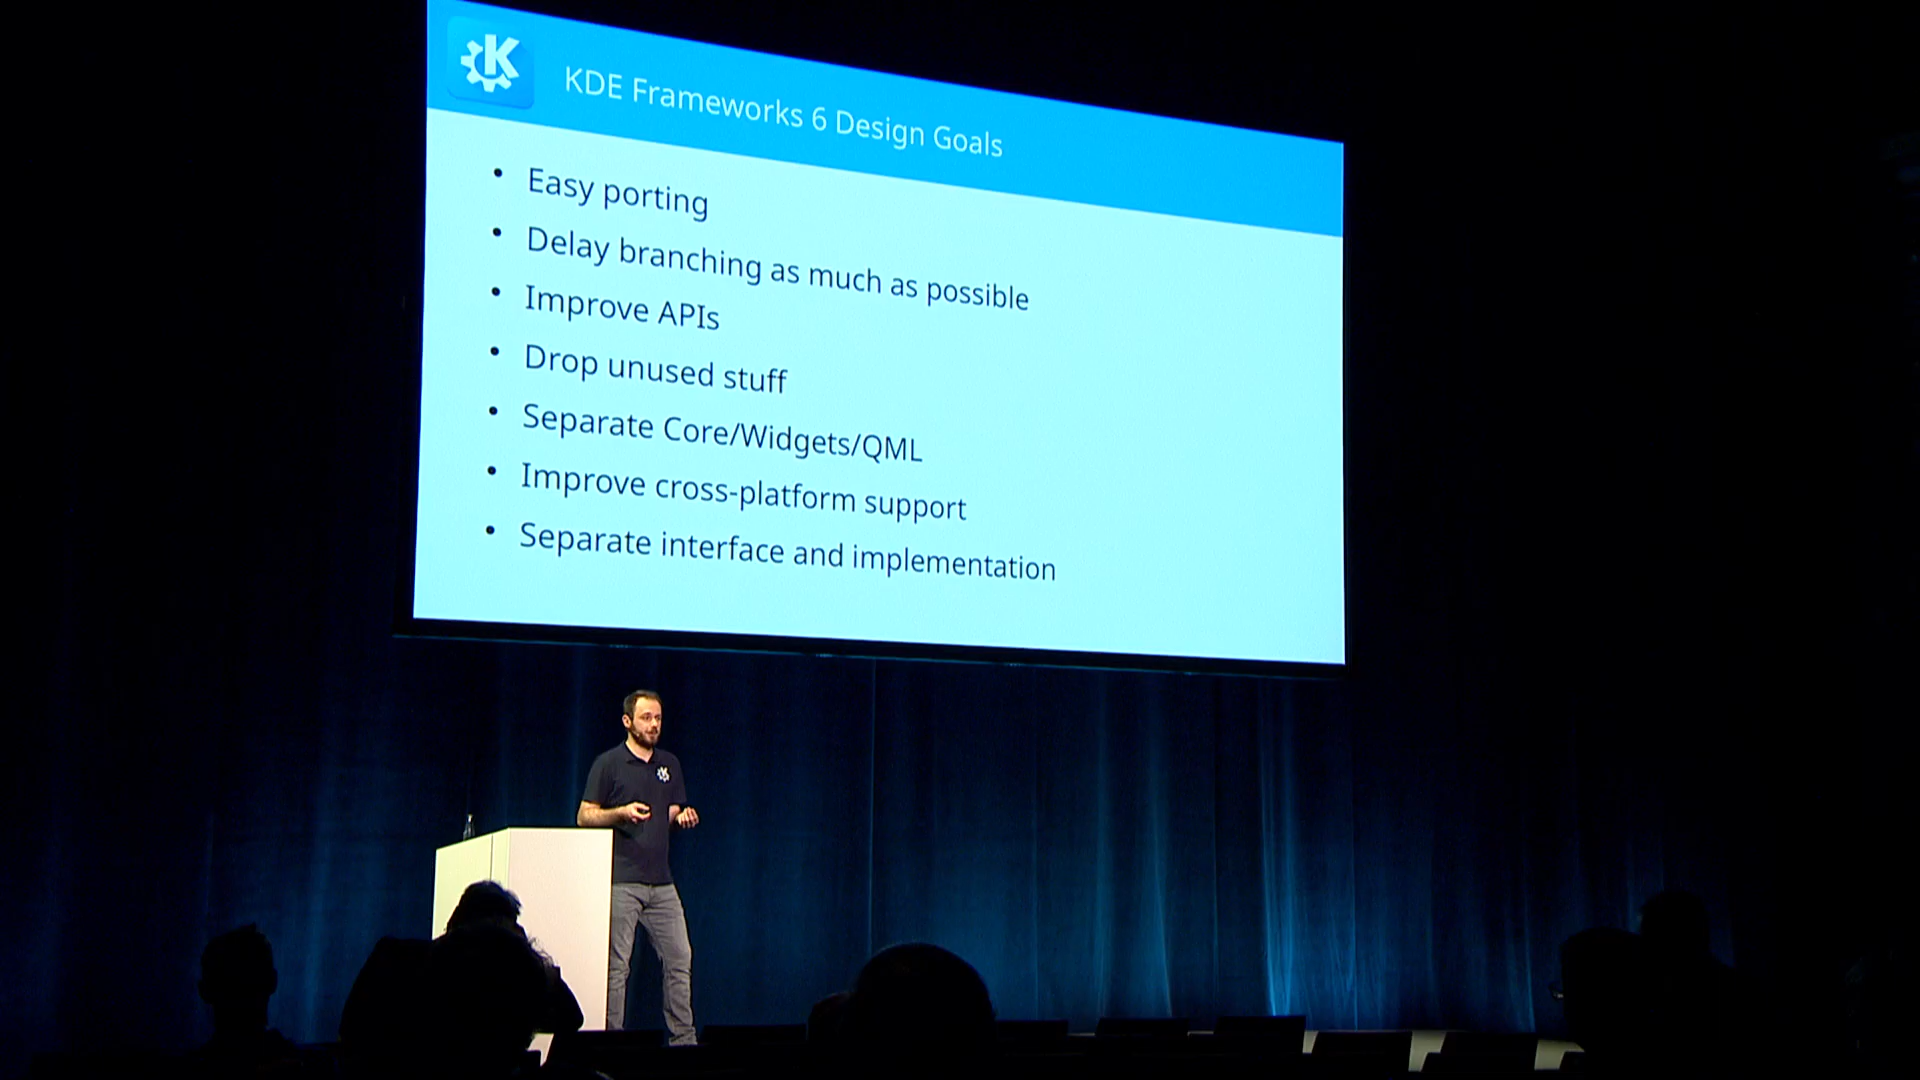 KDE Frameworks 6 Design Goals
• Easy porting
• Delay branching as much as possible
• Improve APIs
• Drop unused stuff
• Separate Core/Widgets/QML
• Improve cross-platform support
• Separate interface and implementation